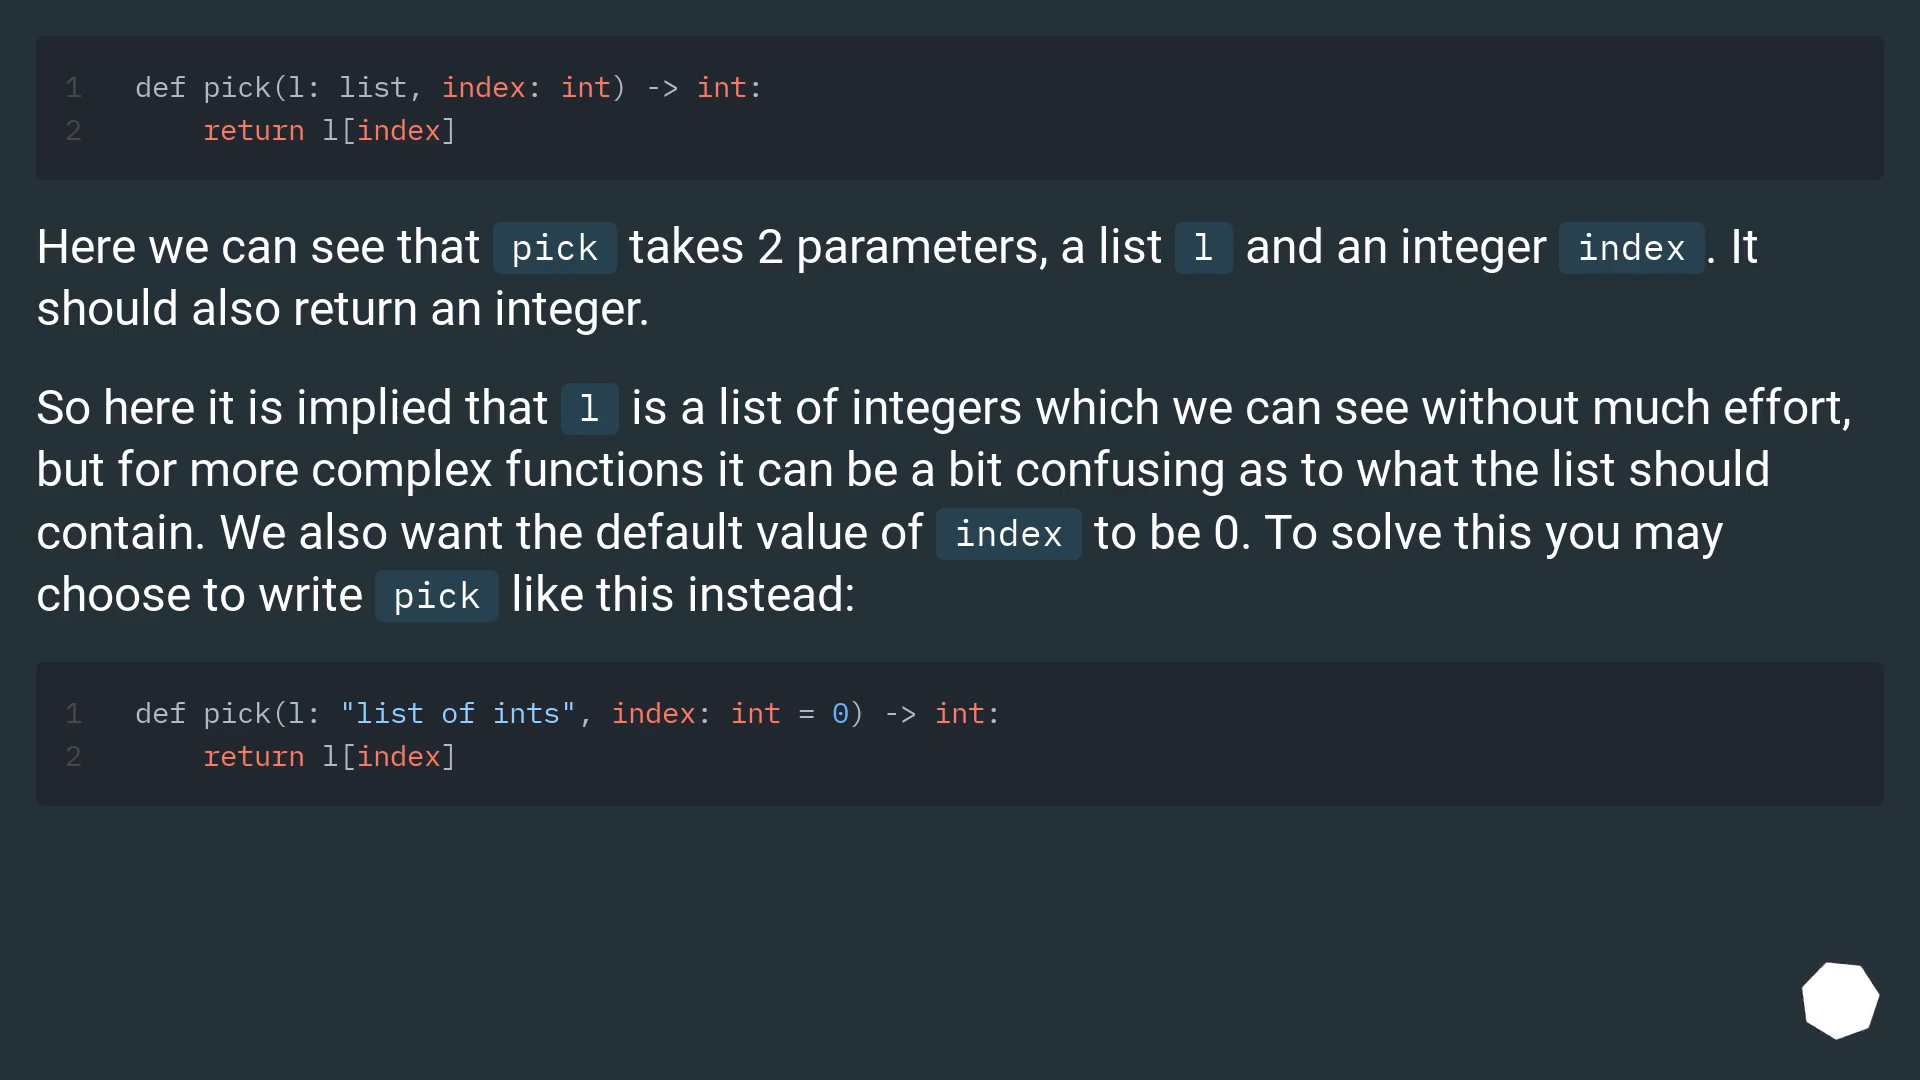 1 def pick(l: list, index: int) -> int:
2 return l[index]
Here we can see that pick takes 2 parameters, a list l and an integer index. It
should also return an integer.
So here it is implied that l is a list of integers which we can see without much effort,
but for more complex functions it can be a bit confusing as to what the list should
contain. We also want the default value of index to be 0. To solve this you may
choose to write pick like this instead:
1 def pick(l: "list of ints", index: int = 0) -> int:
2 return l[index]